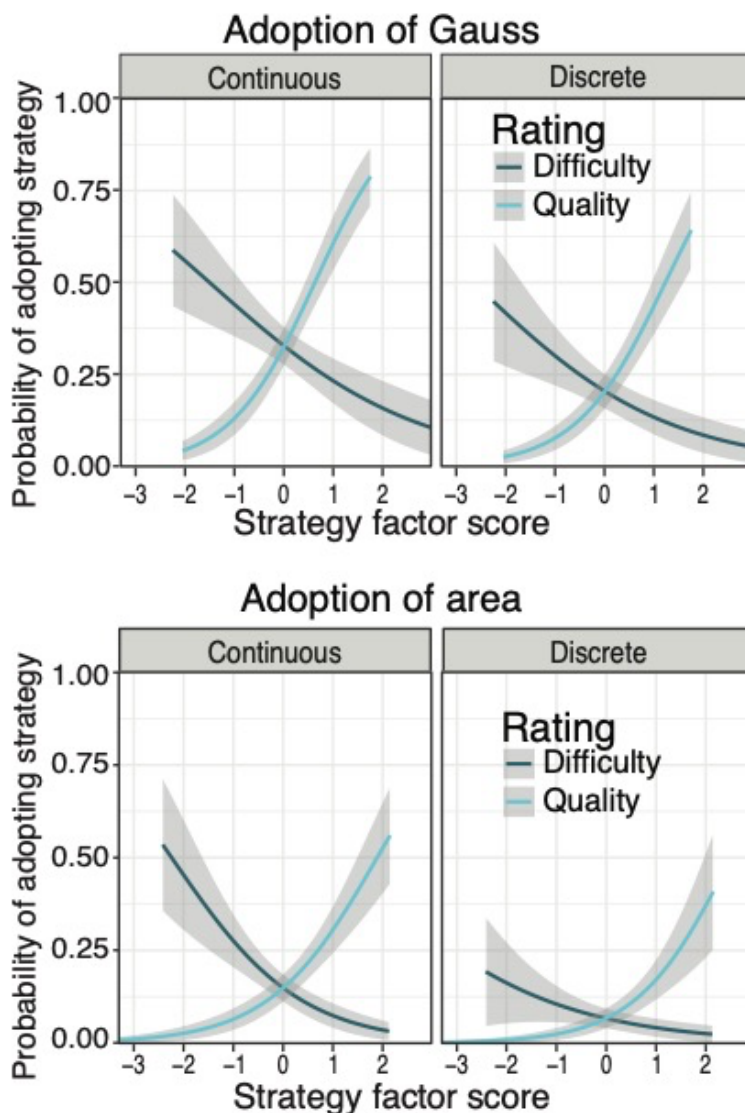 Adoption of Gauss
Continuous
Discrete
Probability of adopting strategy
1.00
0.75
0.50
0.25
0.00
Rating
Difficulty
Quality
−3 −2 −1 0 1 2
−3 −2 −1 0 1 2
Strategy factor score
Adoption of area
Continuous
Discrete
Probability of adopting strategy
1.00
0.75
0.50
0.25
0.00
Rating
Difficulty
Quality
−3 −2 −1 0 1 2
−3 −2 −1 0 1 2
Strategy factor score